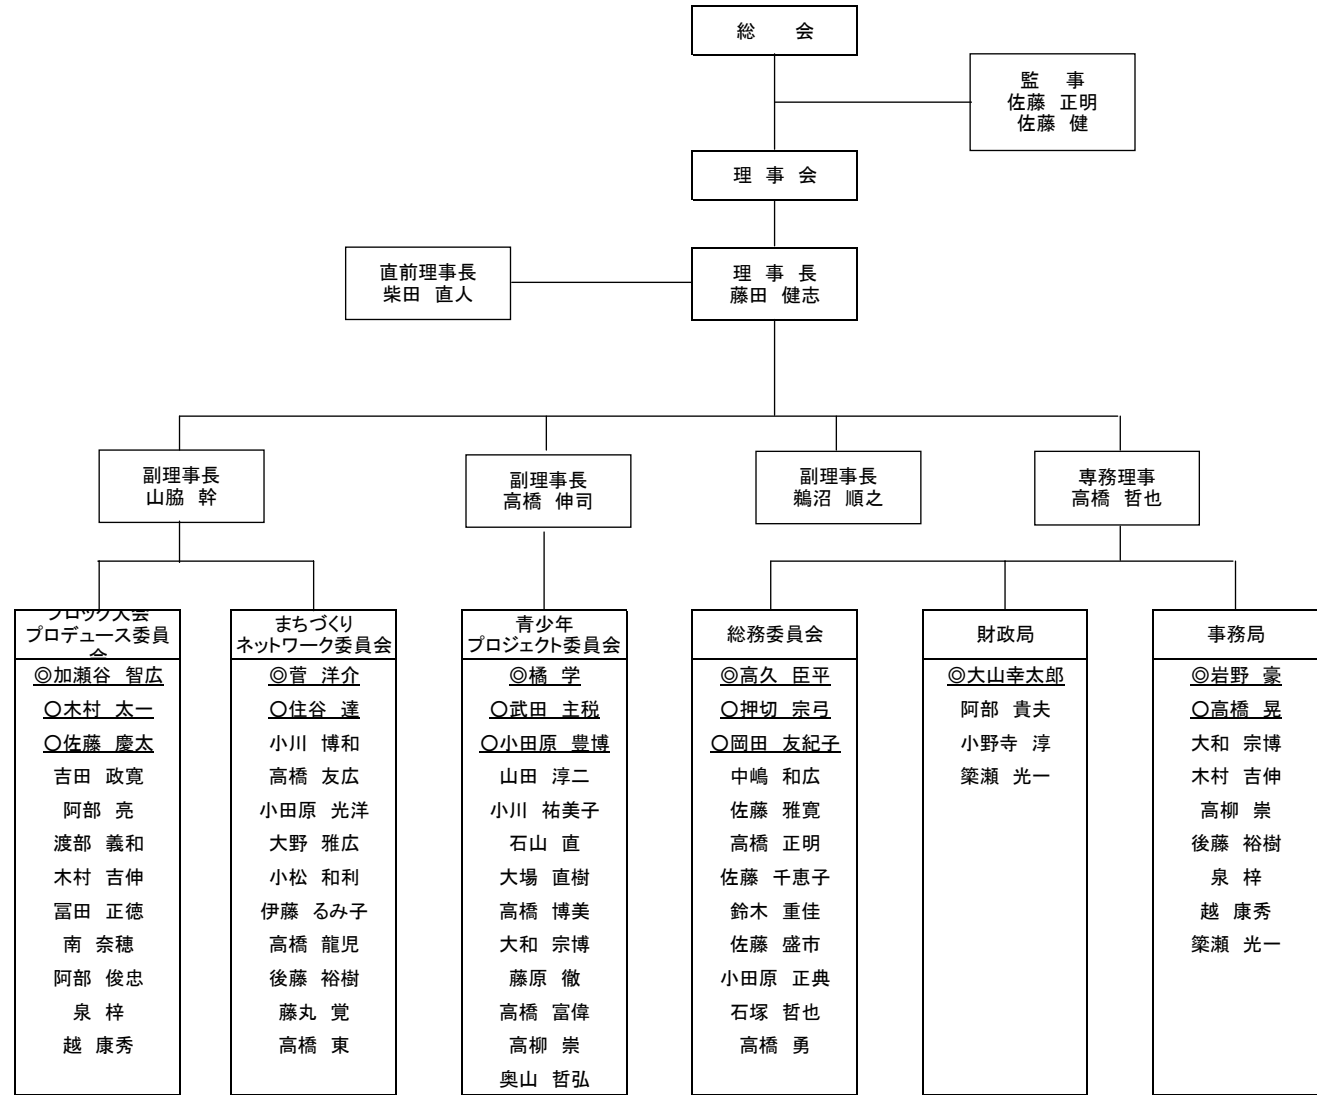 総　会
監　事
佐藤 正明
佐藤 健
理 事 会
直前理事長
柴田 直人
理 事 長
藤田 健志
副理事長
山脇 幹
副理事長
高橋 伸司
副理事長
鵜沼 順之
専務理事
高橋 哲也
ブロック大会
プロデュース委員
会
◎加瀬谷 智広
〇木村 太一
〇佐藤 慶太
吉田 政寛
阿部 亮
渡部 義和
木村 吉伸
冨田 正徳
南 奈穂
阿部 俊忠
泉 梓
越 康秀
まちづくり
ネットワーク委員会
◎菅 洋介
〇住谷 達
小川 博和
高橋 友広
小田原 光洋
大野 雅広
小松 和利
伊藤 るみ子
高橋 龍児
後藤 裕樹
藤丸 覚
高橋 東
青少年
プロジェクト委員会
◎橘 学
〇武田 主税
〇小田原 豊博
山田 淳二
小川 祐美子
石山 直
大場 直樹
高橋 博美
大和 宗博
藤原 徹
高橋 富偉
高柳 崇
奥山 哲弘
総務委員会
◎高久 臣平
〇押切 宗弓
〇岡田 友紀子
中嶋 和広
佐藤 雅寛
高橋 正明
佐藤 千恵子
鈴木 重佳
佐藤 盛市
小田原 正典
石塚 哲也
高橋 勇
財政局
◎大山幸太郎
阿部 貴夫
小野寺 淳
簗瀬 光一
事務局
◎岩野 豪
〇高橋 晃
大和 宗博
木村 吉伸
高柳 崇
後藤 裕樹
泉 梓
越 康秀
簗瀬 光一